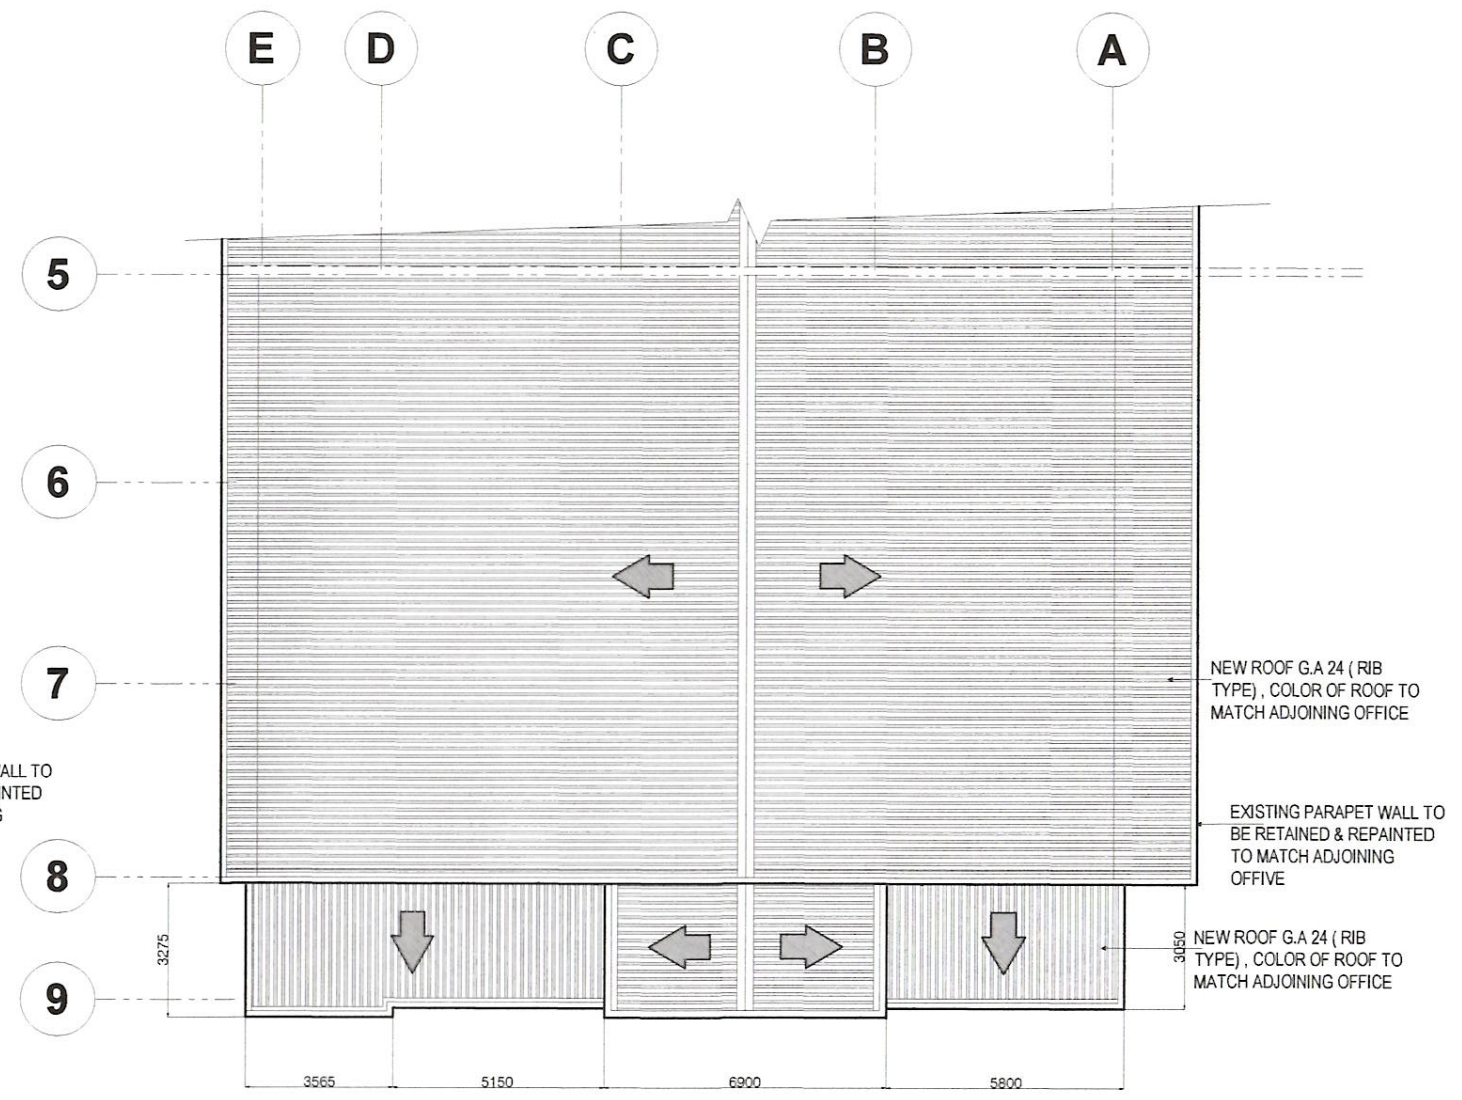 E D C B A
5
6
7
NEW ROOF G.A 24 ( RIB
TYPE) , COLOR OF ROOF TO
MATCH ADJOINING OFFICE
ALL TO
NTED
EXISTING PARAPET WALL TO
BE RETAINED & REPAINTED
TO MATCH ADJOINING
OFFIVE
8
3275
3050
NEW ROOF G.A 24 ( RIB
TYPE) , COLOR OF ROOF TO
MATCH ADJOINING OFFICE
9
3565 5150 6900 5800